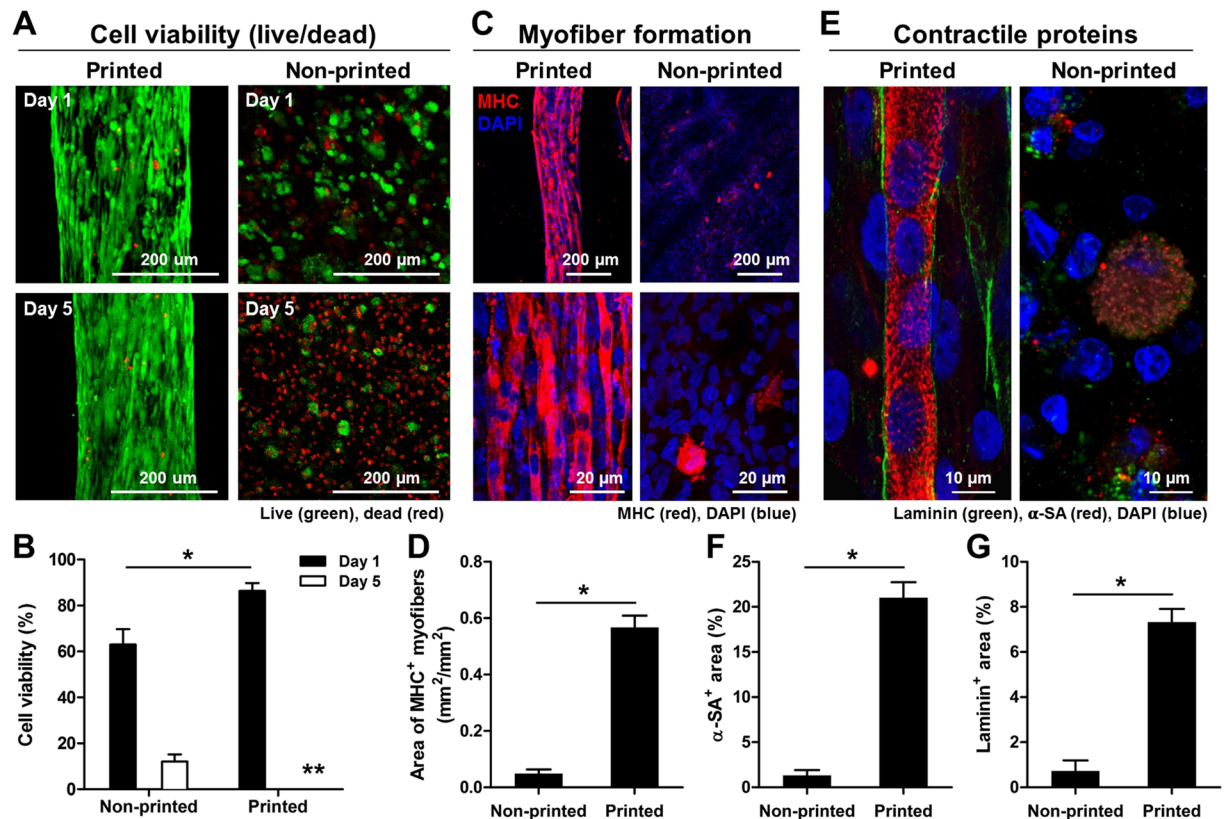 A
Cell viability (live/dead)
Printed
Non-printed
Day 1
Day 1
200 um
200 µm
Day 5
Day 5
200 um
200 µm
Live (green), dead (red)
C
Myofiber formation
Printed
Non-printed
MHC
DAPI
200 µm
200 µm
20 µm
20 µm
MHC (red), DAPI (blue)
E
Contractile proteins
Printed
Non-printed
10 µm
10 µm
Laminin (green), α-SA (red), DAPI (blue)
B
Cell viability (%)
100
80
60
40
20
0
*
Day 1
Day 5
**
Non-printed
Printed
D
Area of MHC+ myofibers
(mm2/mm2)
0.8
0.6
0.4
0.2
0.0
*
Non-printed
Printed
F
α-SA+ area (%)
25
20
15
10
5
0
*
Non-printed
Printed
G
Laminin+ area (%)
10
8
6
4
2
0
*
Non-printed
Printed